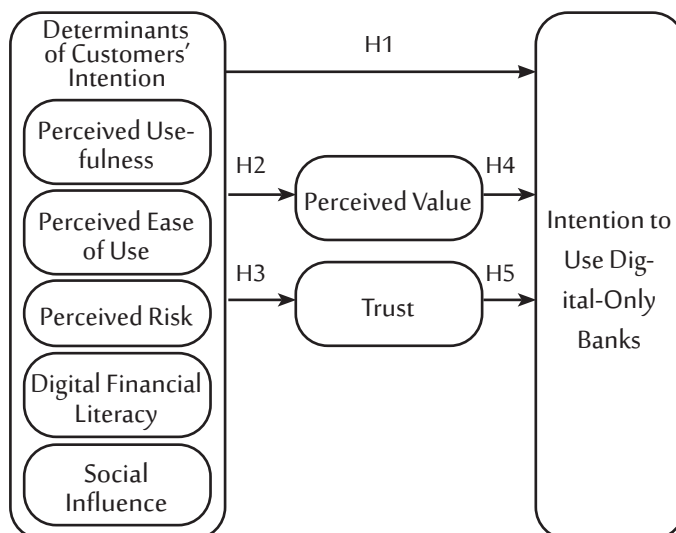 Determinants
of Customers’
Intention
Perceived Use-
fulness
Perceived Ease
of Use
Perceived Risk
Digital Financial
Literacy
Social
Influence
H1
H2
H3
Perceived Value
Trust
H4
H5
Intention to
Use Dig-
ital-Only
Banks